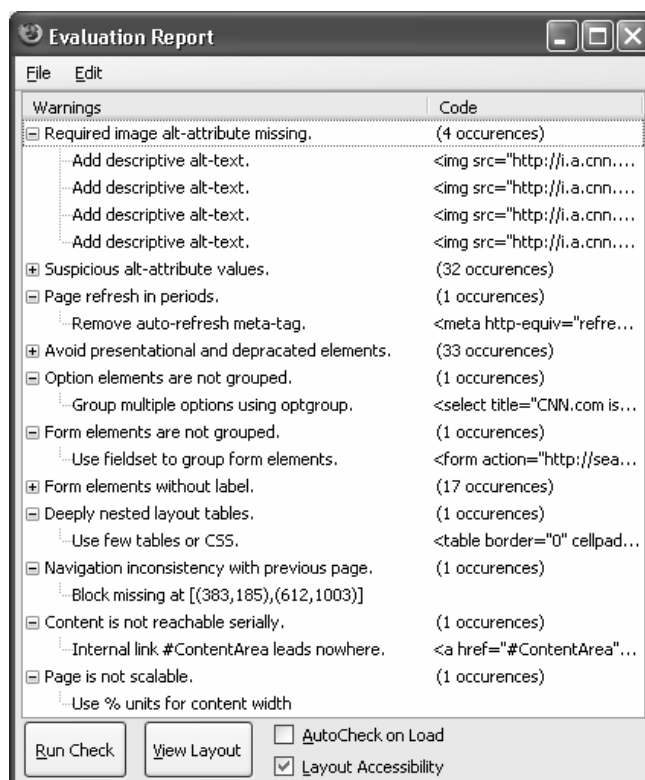 Evaluation Report
File Edit
Warnings Code
Required image alt-attribute missing. (4 occurences)
Add descriptive alt-text. <img src="http://i.a.cnn....
Add descriptive alt-text. <img src="http://i.a.cnn....
Add descriptive alt-text. <img src="http://i.a.cnn....
Add descriptive alt-text. <img src="http://i.a.cnn....
Suspicious alt-attribute values. (32 occurences)
Page refresh in periods. (1 occurences)
Remove auto-refresh meta-tag. <meta http-equiv="refre...
Avoid presentational and depracated elements. (33 occurences)
Option elements are not grouped. (1 occurences)
Group multiple options using optgroup. <select title="CNN.com is...
Form elements are not grouped. (1 occurences)
Use fieldset to group form elements. <form action="http://sea...
Form elements without label. (17 occurences)
Deeply nested layout tables. (1 occurences)
Use few tables or CSS. <table border="0" cellpad...
Navigation inconsistency with previous page. (1 occurences)
Block missing at [(383,185),(612,1003)]
Content is not reachable serially. (1 occurences)
Internal link #ContentArea leads nowhere. <a href="#ContentArea"...
Page is not scalable. (1 occurences)
Use % units for content width
Run Check View Layout AutoCheck on Load
Layout Accessibility